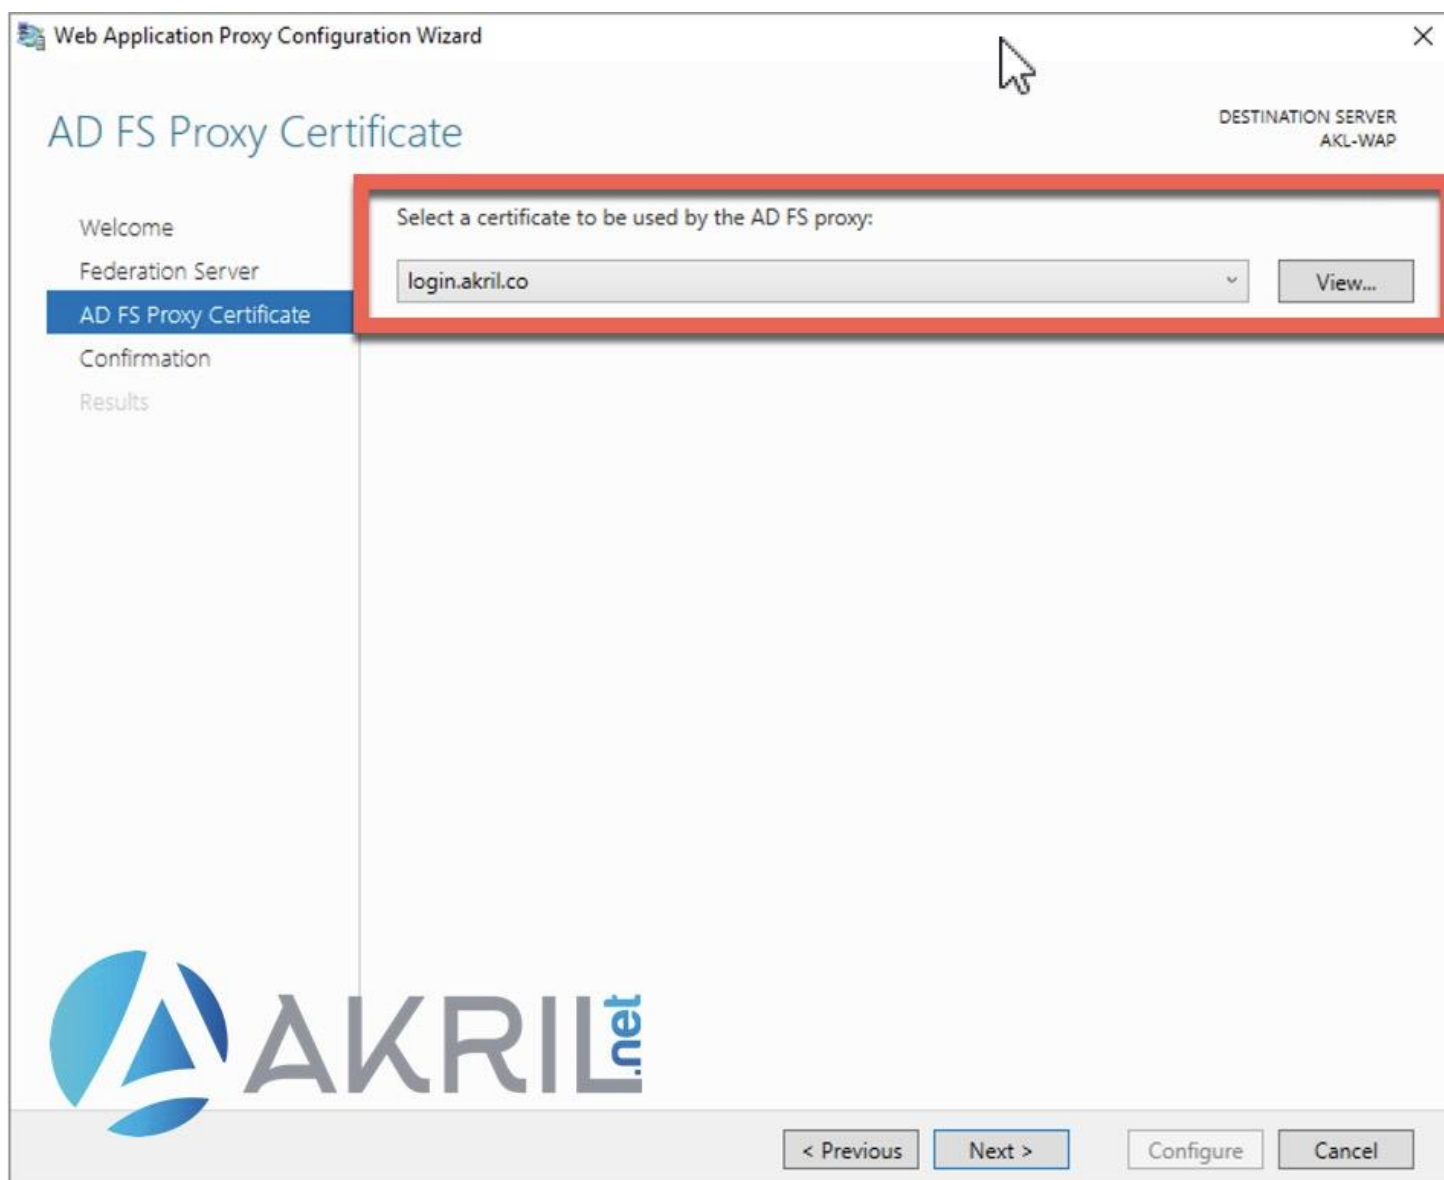 Web Application Proxy Configuration Wizard
AD FS Proxy Certificate
DESTINATION SERVER
AKL-WAP
Welcome
Federation Server
AD FS Proxy Certificate
Confirmation
Results
Select a certificate to be used by the AD FS proxy:
login.akril.co
View...
AKRIL.net
< Previous
Next >
Configure
Cancel